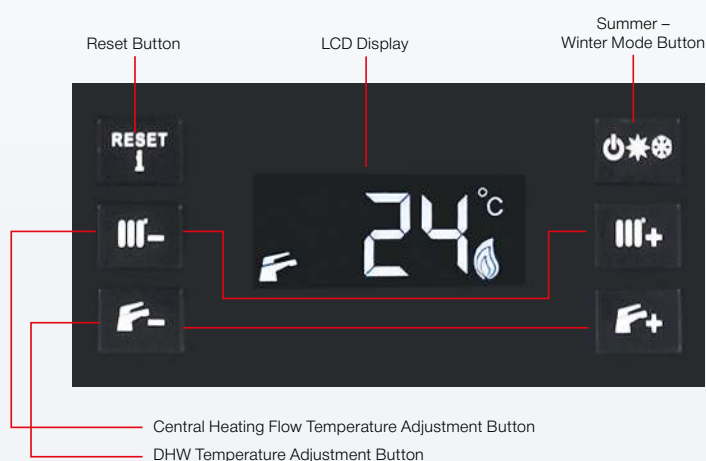 Summer –
Reset Button LCD Display Winter Mode Button
RESET
i
24°C
Central Heating Flow Temperature Adjustment Button
DHW Temperature Adjustment Button